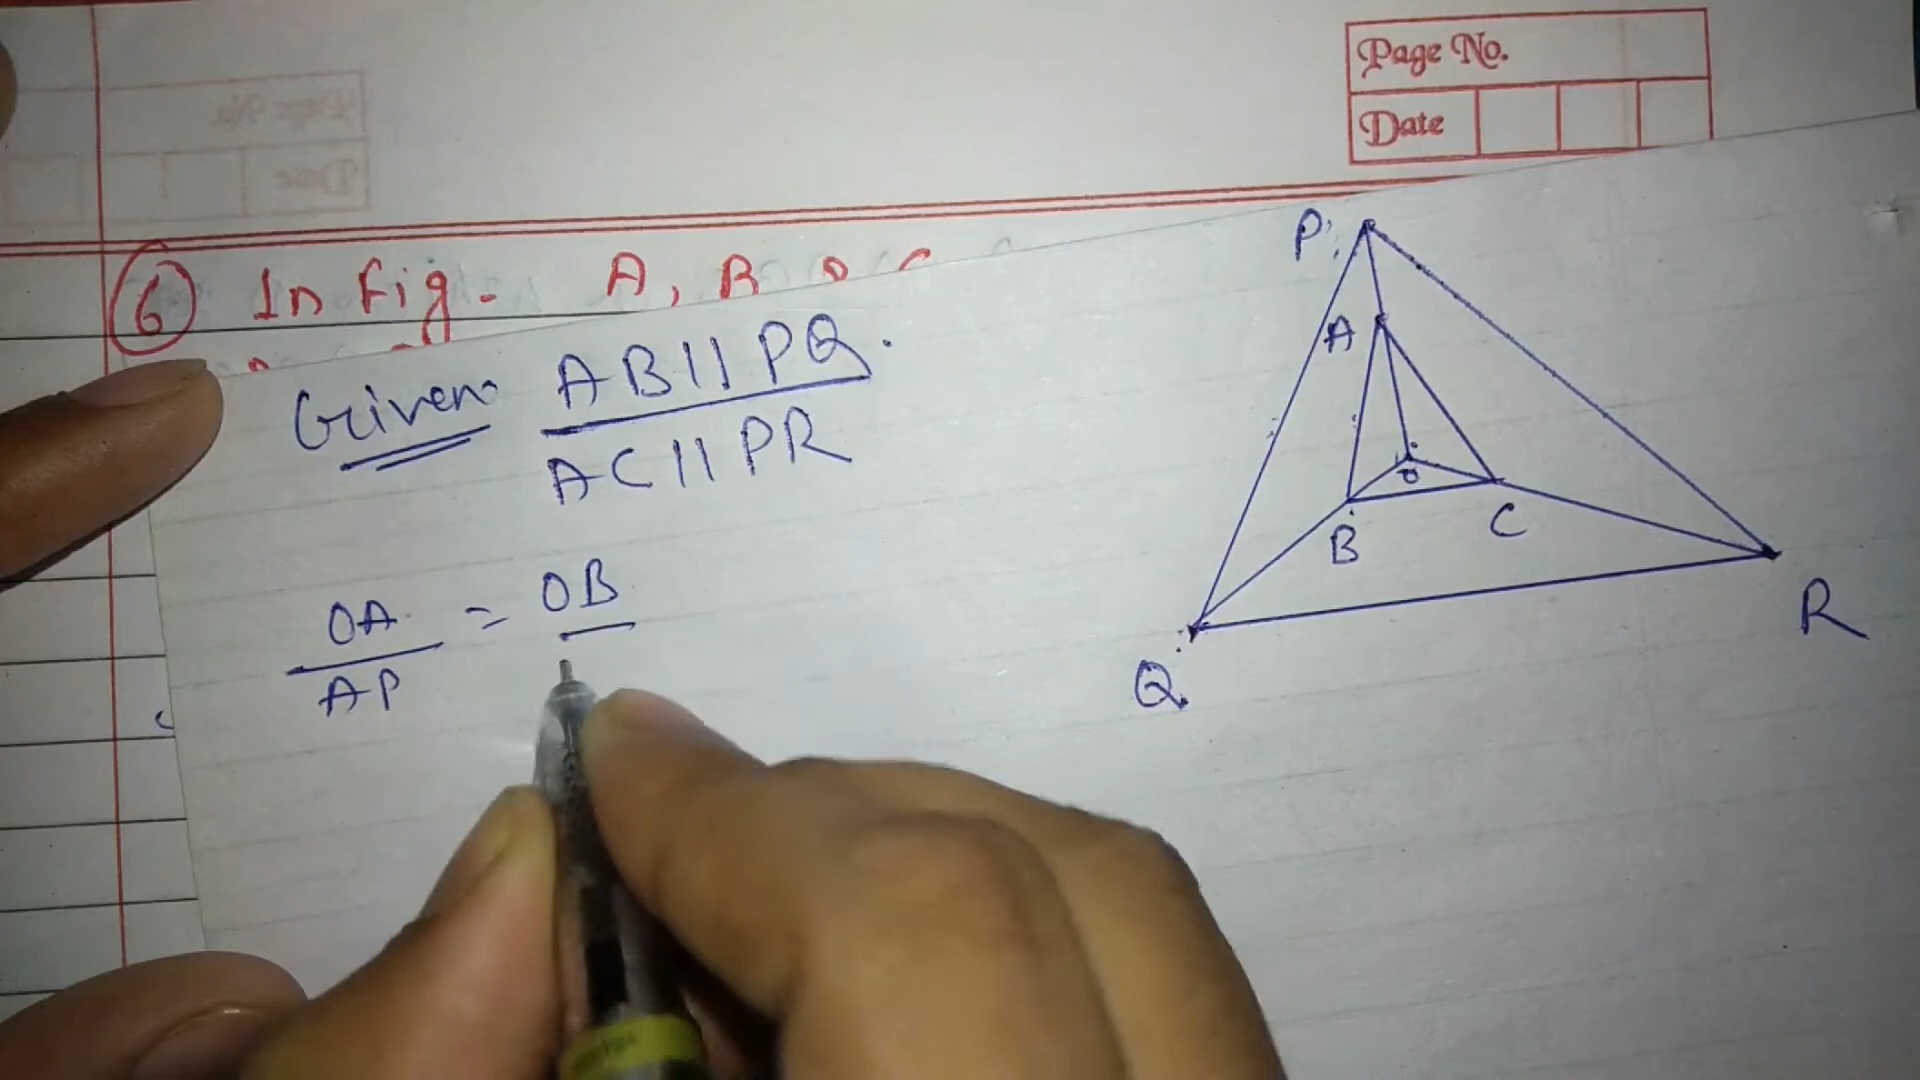 Page No.
Date
6 In fig. A, B
Given AB || PQ.
AC || PR
OA = OB
AP
P
A
O
B
C
Q
R